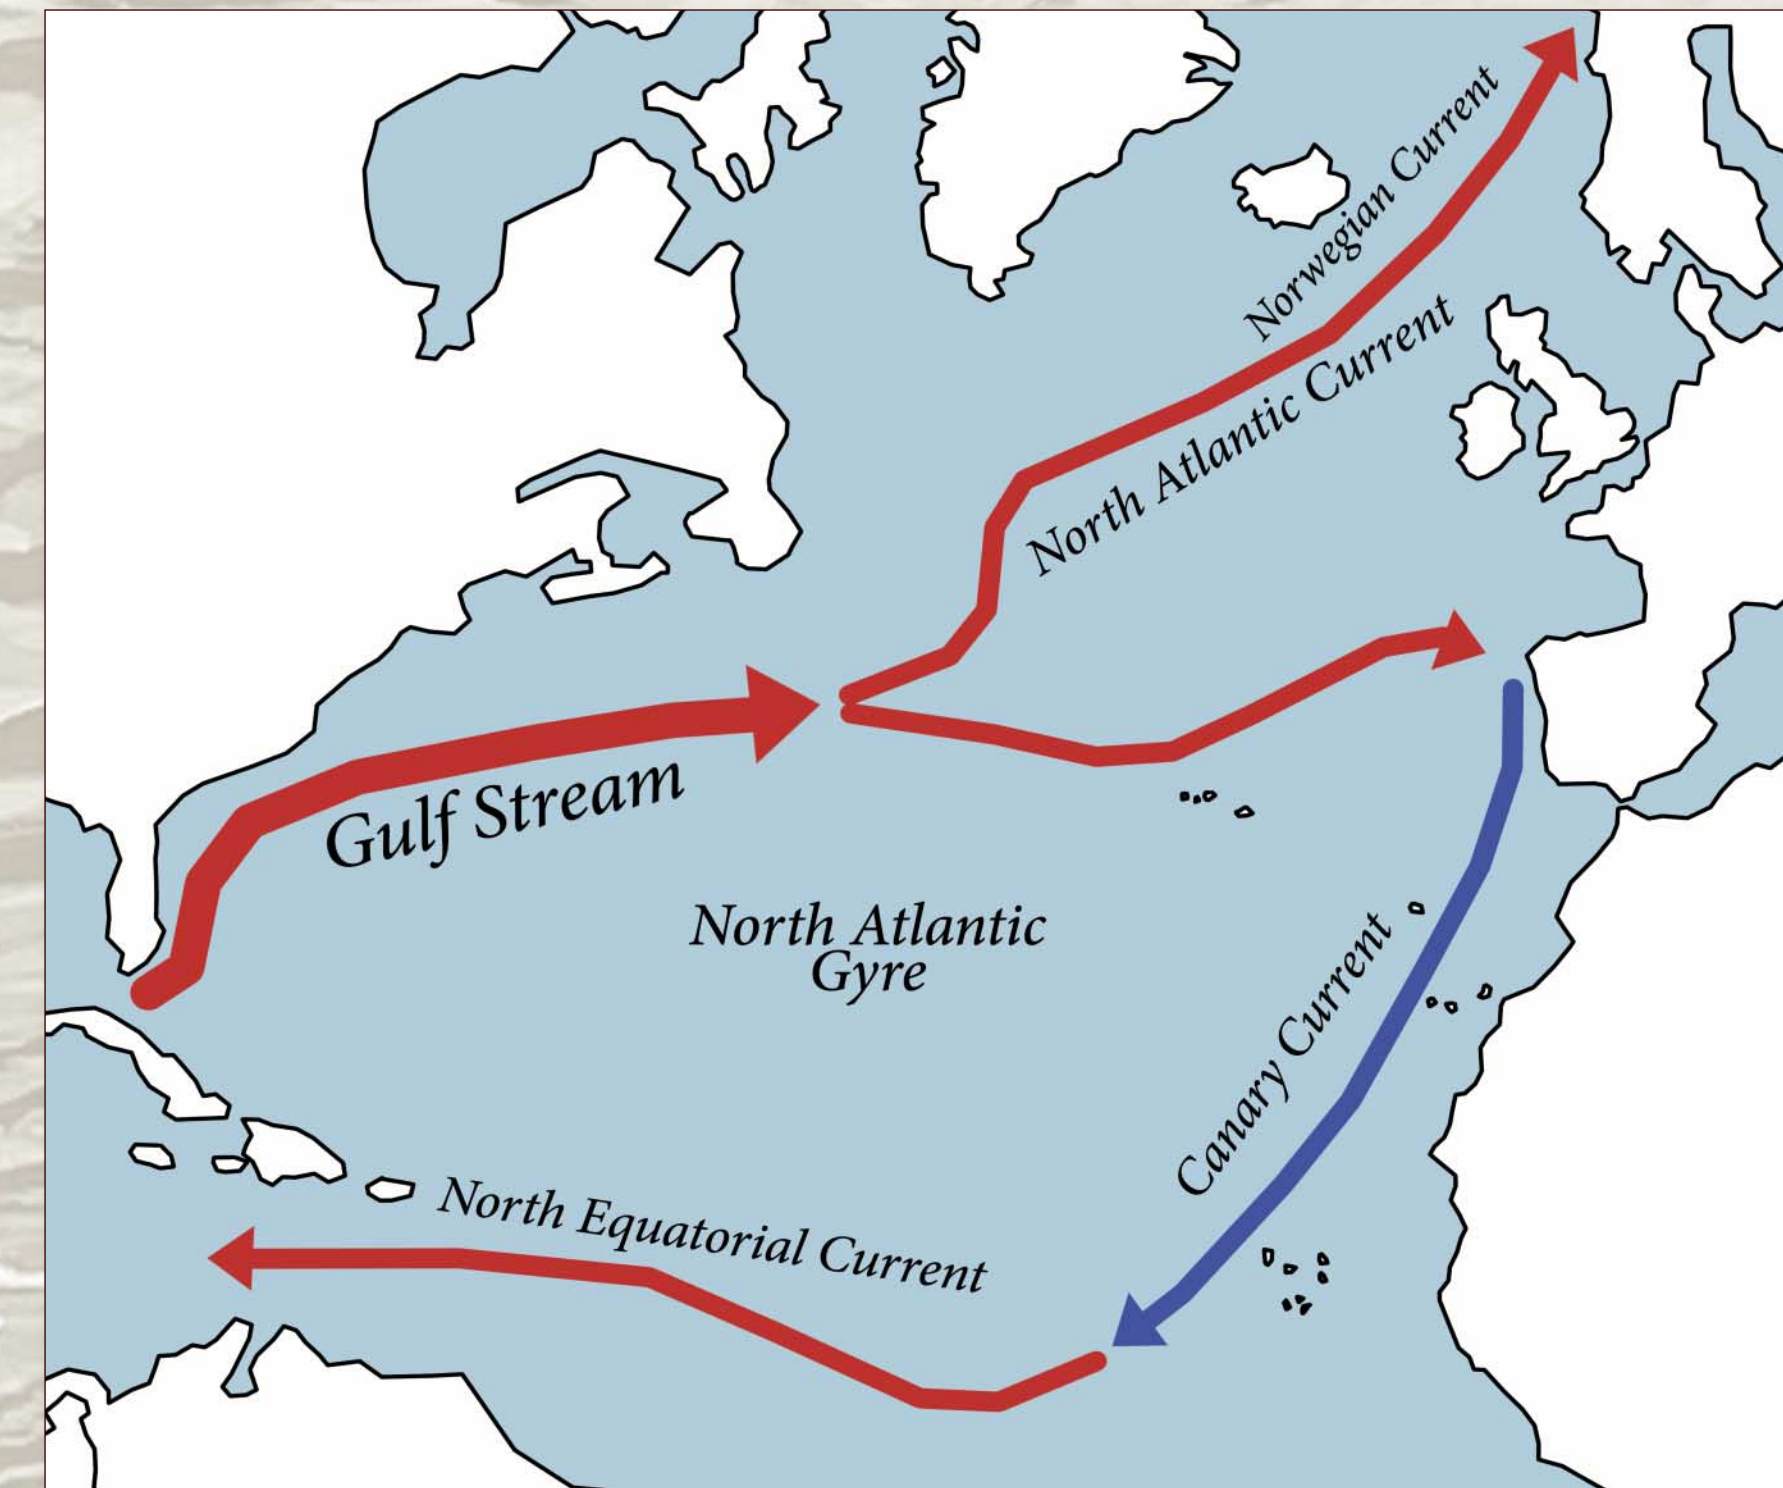 Norwegian Current
North Atlantic Current
Gulf Stream
North Atlantic
Gyre
Canary Current
North Equatorial Current